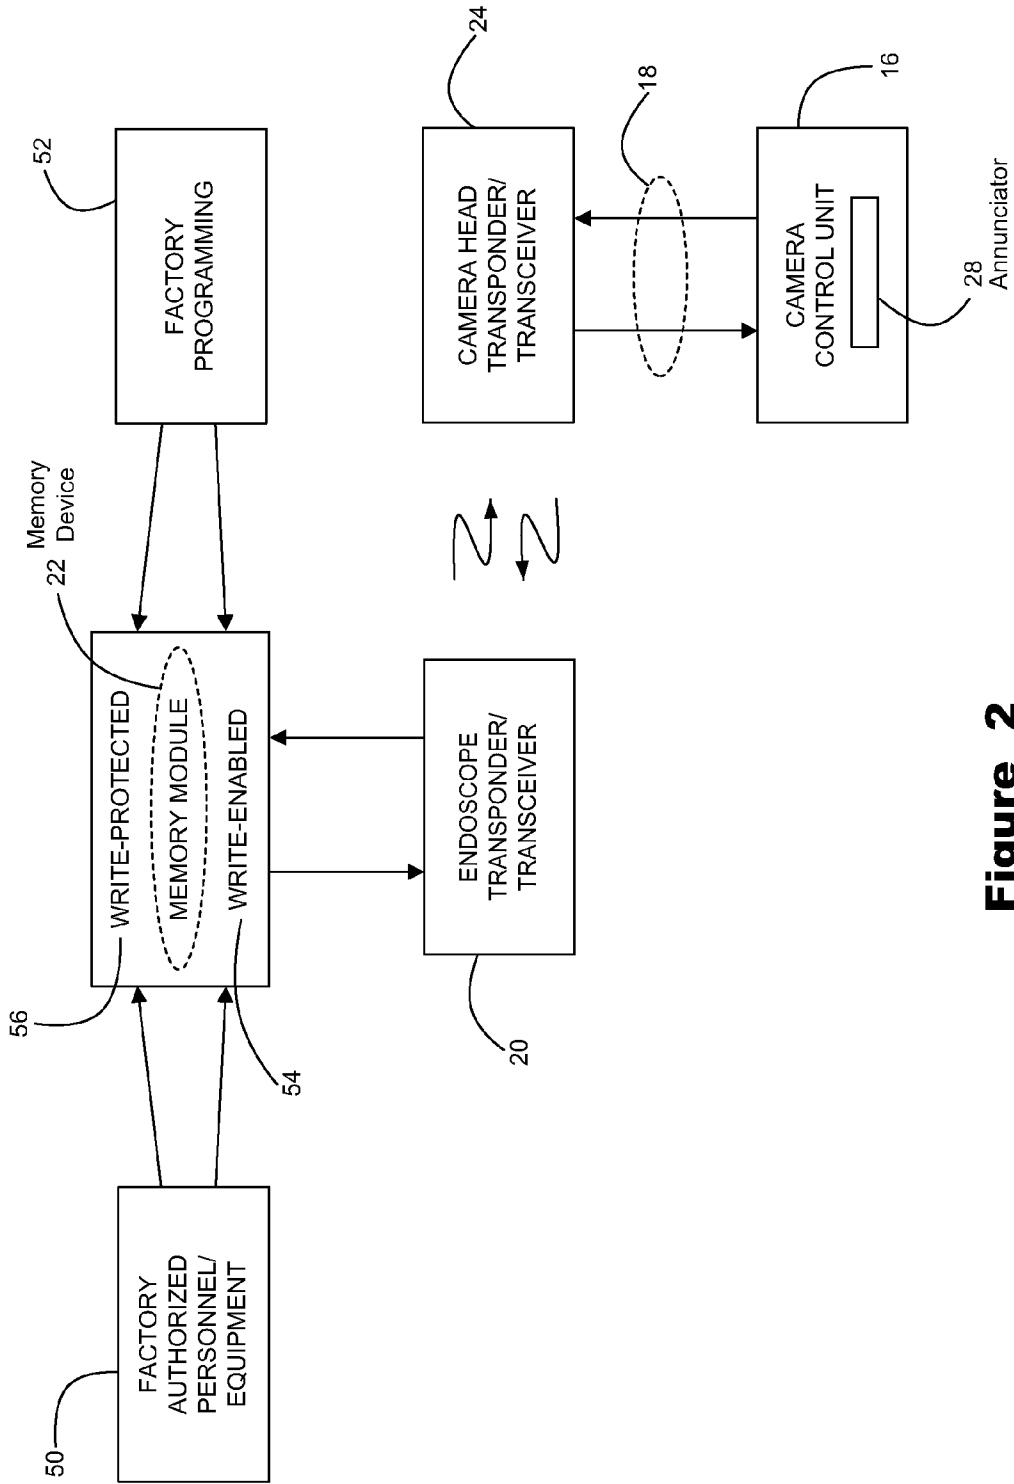 50
FACTORY
AUTHORIZED
PERSONNEL/
EQUIPMENT
56
WRITE-PROTECTED
MEMORY MODULE
WRITE-ENABLED
54
22
Memory
Device
52
FACTORY
PROGRAMMING
20
ENDOSCOPE
TRANSPONDER/
TRANSCEIVER
24
CAMERA HEAD
TRANSPONDER/
TRANSCEIVER
18
16
CAMERA
CONTROL UNIT
28
Annunciator
Figure 2